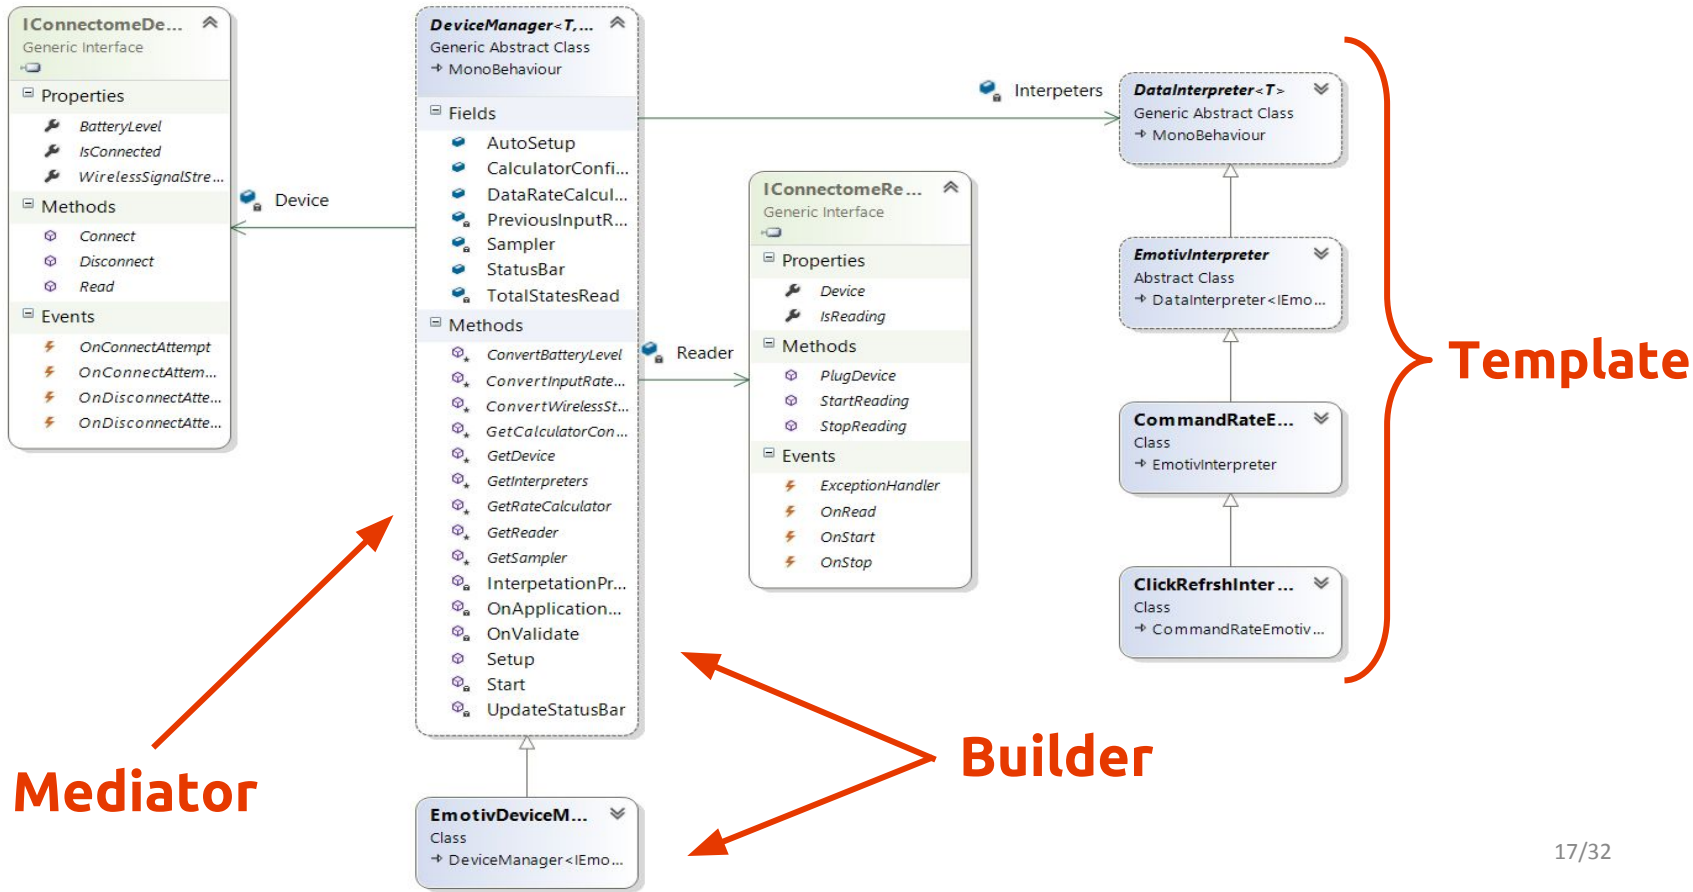 IConnectomeDe...
Generic Interface
Properties
BatteryLevel
IsConnected
WirelessSignalStre...
Methods
Connect
Disconnect
Read
Events
OnConnectAttempt
OnConnectAttem...
OnDisconnectAtte...
OnDisconnectAtte...
Device
DeviceManager<T,...
Generic Abstract Class
MonoBehaviour
Fields
AutoSetup
CalculatorConfi...
DataRateCalcul...
PreviousInputR...
Sampler
StatusBar
TotalStatesRead
Methods
ConvertBatteryLevel
ConvertInputRate...
ConvertWirelessSt...
GetCalculatorCon...
GetDevice
GetInterpreters
GetRateCalculator
GetReader
GetSampler
InterpetationPr...
OnApplication...
OnValidate
Setup
Start
UpdateStatusBar
Reader
IConnectomeRe...
Generic Interface
Properties
Device
IsReading
Methods
PlugDevice
StartReading
StopReading
Events
ExceptionHandler
OnRead
OnStart
OnStop
Interpeters
DataInterpreter<T>
Generic Abstract Class
MonoBehaviour
EmotivInterpreter
Abstract Class
DataInterpreter<IEmo...
CommandRateE...
Class
EmotivInterpreter
ClickRefrshInter...
Class
CommandRateEmotiv...
Template
Mediator
Builder
EmotivDeviceM...
Class
DeviceManager<IEmo...
17/32